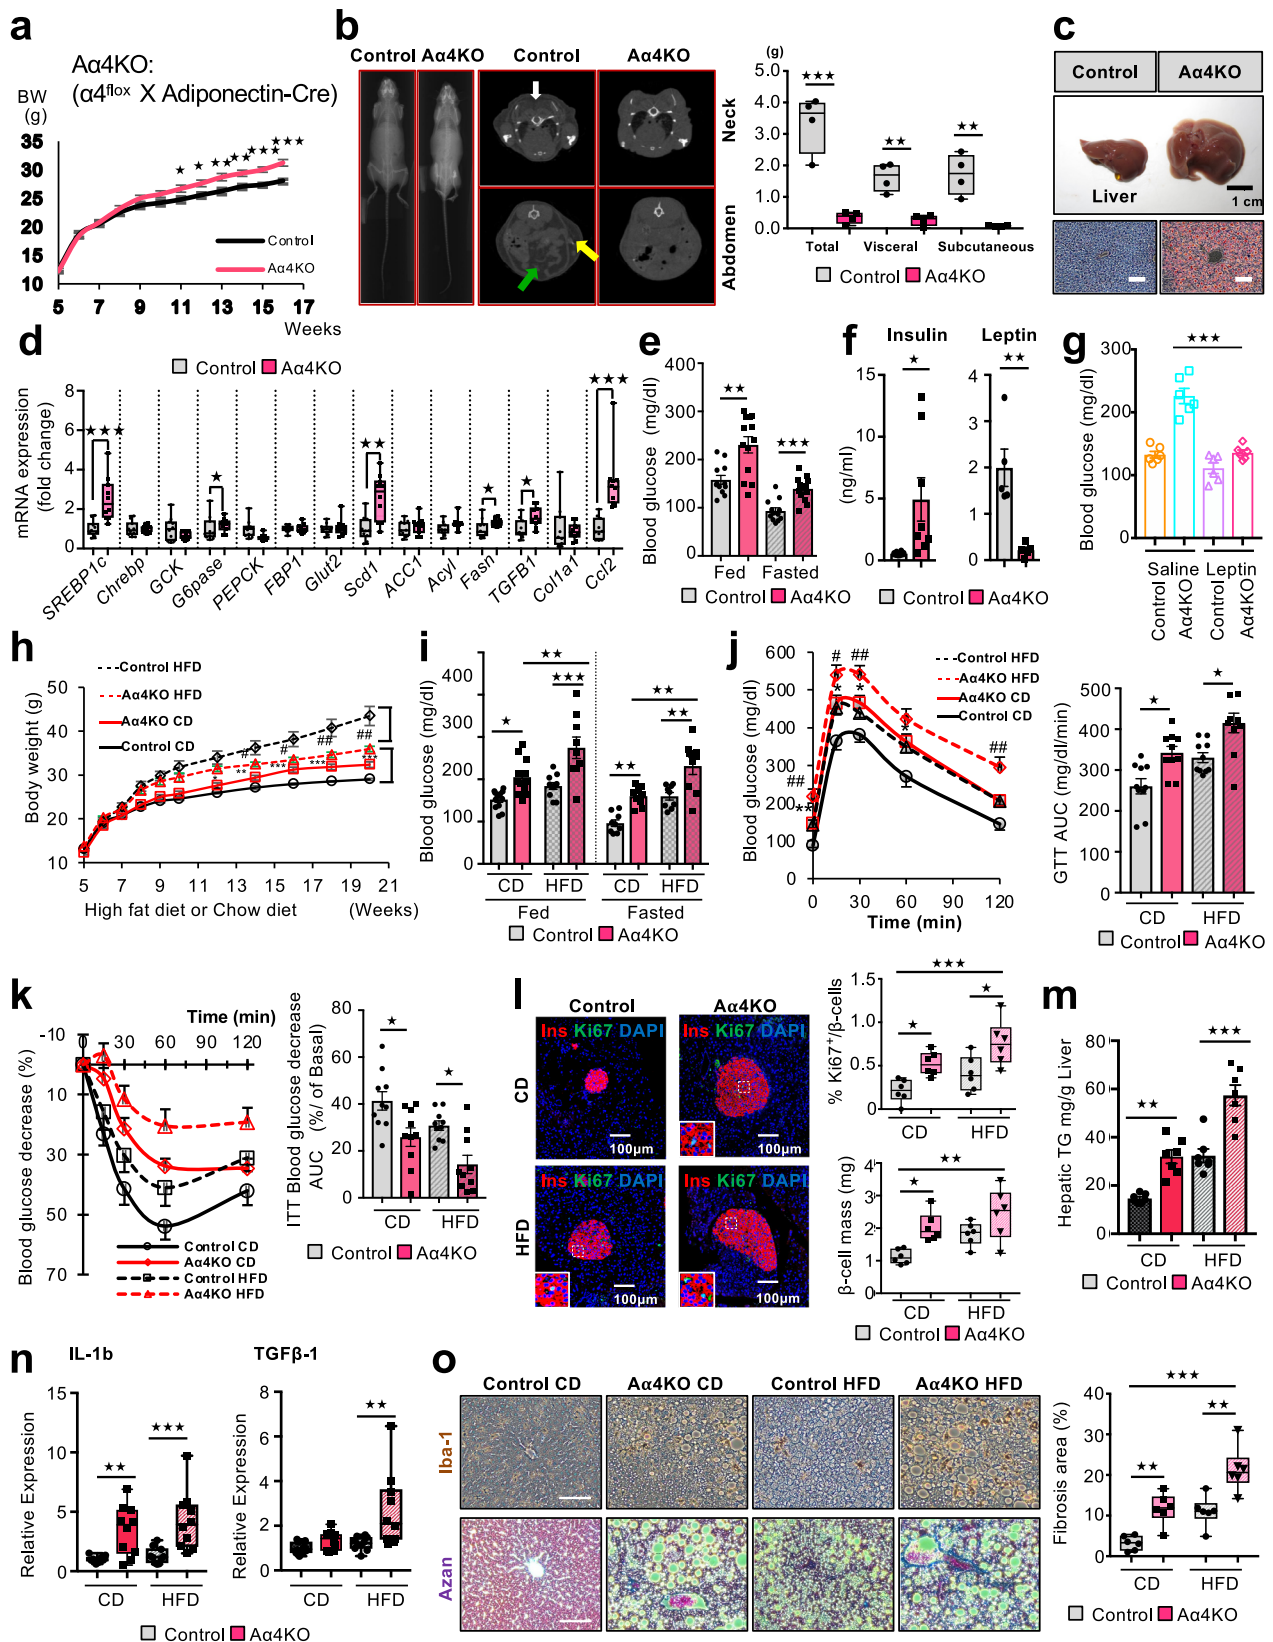 a
Aα4KO:
(α4flox X Adiponectin-Cre)
BW
(g)
35
30
25
20
15
10
★ ★ ★★ ★★ ★★★ ★★★
Control
Aα4KO
5 7 9 11 13 15 17
Weeks
b
Control Aα4KO Control Aα4KO
Neck
Abdomen
(g)
5.0
4.0
3.0
2.0
1.0
0.0
★★★
★★
★★
Total Visceral Subcutaneous
Control Aα4KO
c
Control Aα4KO
Liver
1 cm
d
Control Aα4KO
mRNA expression
(fold change)
8
6
4
2
0
★★★
★
★★
★
★
★★★
SREBP1c
Chrebp
GCK
G6pase
PEPCK
FBP1
Glut2
Scd1
ACC1
Acyl
Fasn
TGFB1
Col1a1
Ccl2
e
Blood glucose (mg/dl)
400
300
200
100
0
★★
★★★
Fed Fasted
Control Aα4KO
f
Insulin Leptin
(ng/ml)
15
10
5
0
★
4
3
2
1
0
★★
Control Aα4KO
g
Blood glucose (mg/dl)
300
200
100
0
★★★
Saline Leptin
Control
Aα4KO
Control
Aα4KO
h
Control HFD
Aα4KO HFD
Aα4KO CD
Control CD
Body weight (g)
50
40
30
20
10
# # ## ##
** *** *** ***
5 7 9 11 13 15 17 19 21
High fat diet or Chow diet (Weeks)
i
Blood glucose (mg/dl)
400
300
200
100
0
★
★★★
★★
★★
★★
★★
CD HFD CD HFD
Fed Fasted
Control Aα4KO
j
Blood glucose (mg/dl)
600
500
400
300
200
100
0
Control HFD
Aα4KO HFD
Aα4KO CD
Control CD
# ##
* *
*
##
##
**
0 30 60 90 120
Time (min)
GTT AUC (mg/dl/min)
500
400
300
200
100
0
★
★
CD HFD
Control Aα4KO
k
Time (min)
0 30 60 90 120
Blood glucose decrease (%)
-10
10
30
50
70
Control CD
Aα4KO CD
Control HFD
Aα4KO HFD
ITT Blood glucose decrease
AUC (%/ of Basal)
80
60
40
20
0
★
★
CD HFD
Control Aα4KO
l
Control Aα4KO
CD
HFD
Ins Ki67 DAPI
Ins Ki67 DAPI
100μm
100μm
Ins Ki67 DAPI
Ins Ki67 DAPI
100μm
100μm
% Ki67+/β-cells
1.5
1.0
0.5
0
★★★
★
★
CD HFD
β-cell mass (mg)
4
3
2
1
0
★★
★
CD HFD
Control Aα4KO
m
Hepatic TG mg/g Liver
80
60
40
20
0
★★
★★★
CD HFD
Control Aα4KO
n
IL-1b
Relative Expression
15
10
5
0
★★
★★★
CD HFD
TGFβ-1
Relative Expression
8
6
4
2
0
★★
CD HFD
Control Aα4KO
o
Control CD Aα4KO CD Control HFD Aα4KO HFD
Iba-1
Azan
Fibrosis area (%)
40
30
20
10
0
★★★
★★
★★
CD HFD
Control Aα4KO